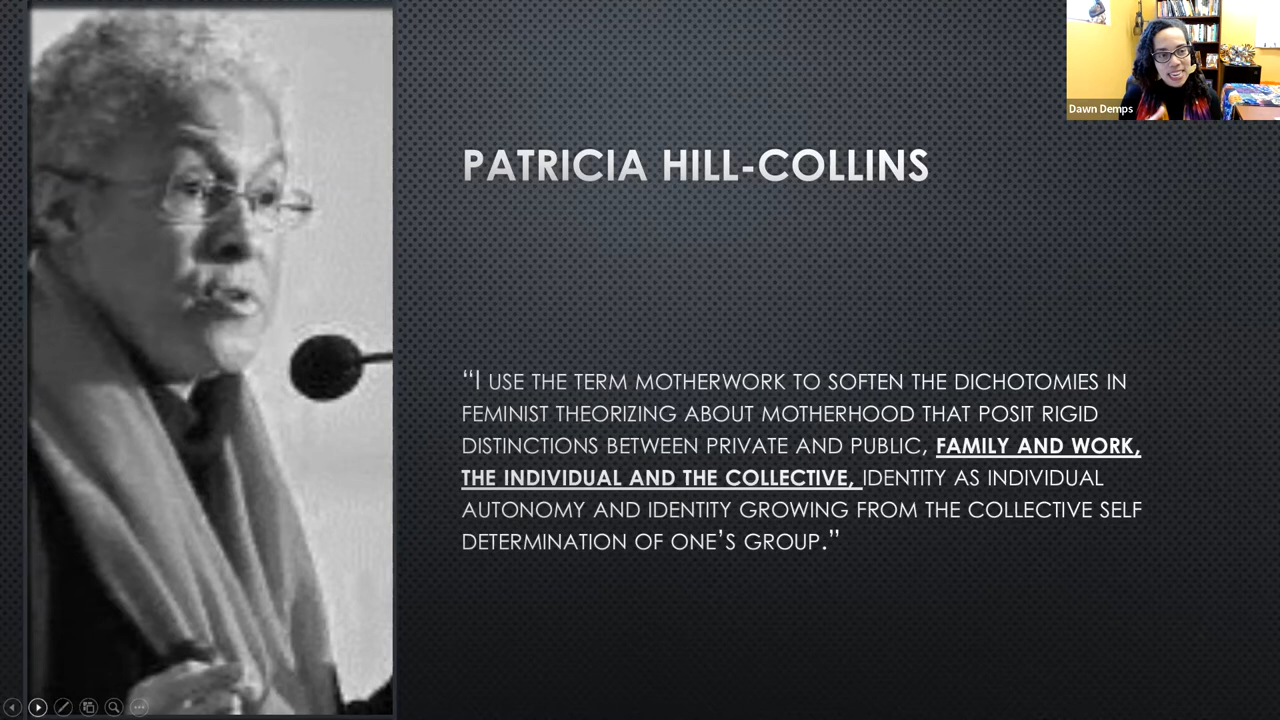 Dawn Demps
PATRICIA HILL-COLLINS
“I USE THE TERM MOTHERWORK TO SOFTEN THE DICHOTOMIES IN
FEMINIST THEORIZING ABOUT MOTHERHOOD THAT POSIT RIGID
DISTINCTIONS BETWEEN PRIVATE AND PUBLIC, FAMILY AND WORK,
THE INDIVIDUAL AND THE COLLECTIVE, IDENTITY AS INDIVIDUAL
AUTONOMY AND IDENTITY GROWING FROM THE COLLECTIVE SELF
DETERMINATION OF ONE’S GROUP.”